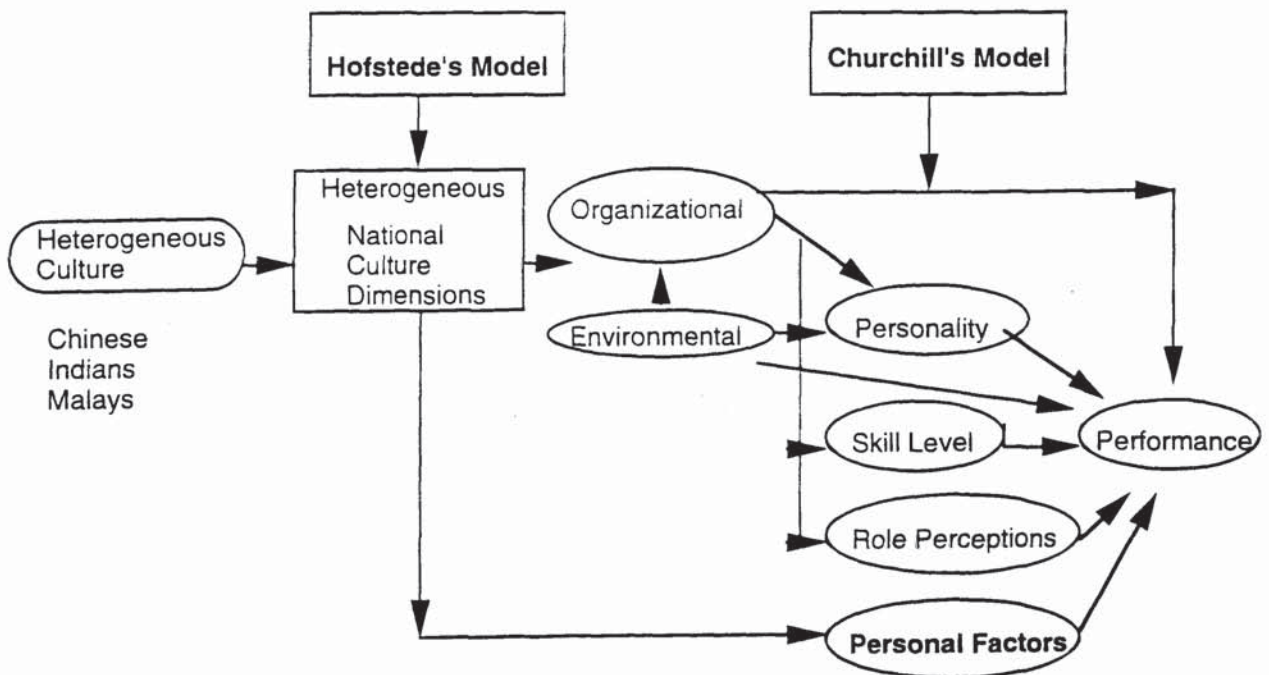 Hofstede's Model
Churchill's Model
Heterogeneous
Culture
Chinese
Indians
Malays
Heterogeneous
National
Culture
Dimensions
Organizational
Environmental
Personality
Skill Level
Role Perceptions
Personal Factors
Performance